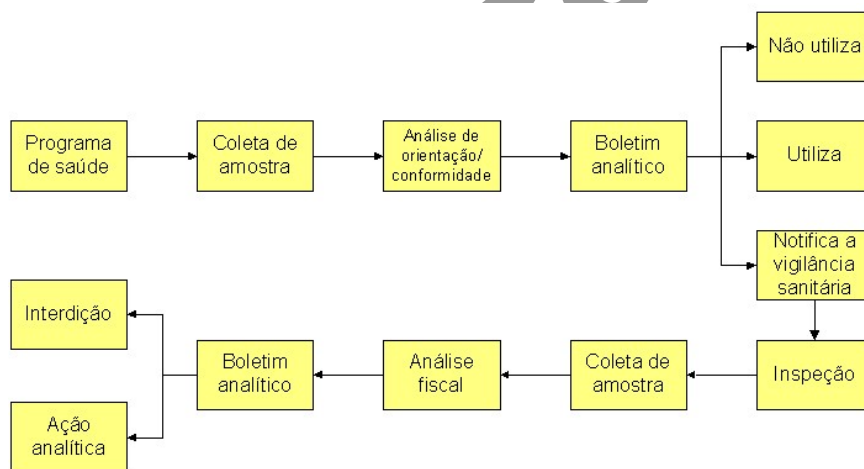 Não utiliza
Programa
de saúde
Coleta de
amostra
Análise de
orientação/
conformidade
Boletim
analítico
Utiliza
Notifica a
vigilância
sanitária
Interdição
Boletim
analítico
Análise
fiscal
Coleta de
amostra
Inspeção
Ação
analítica